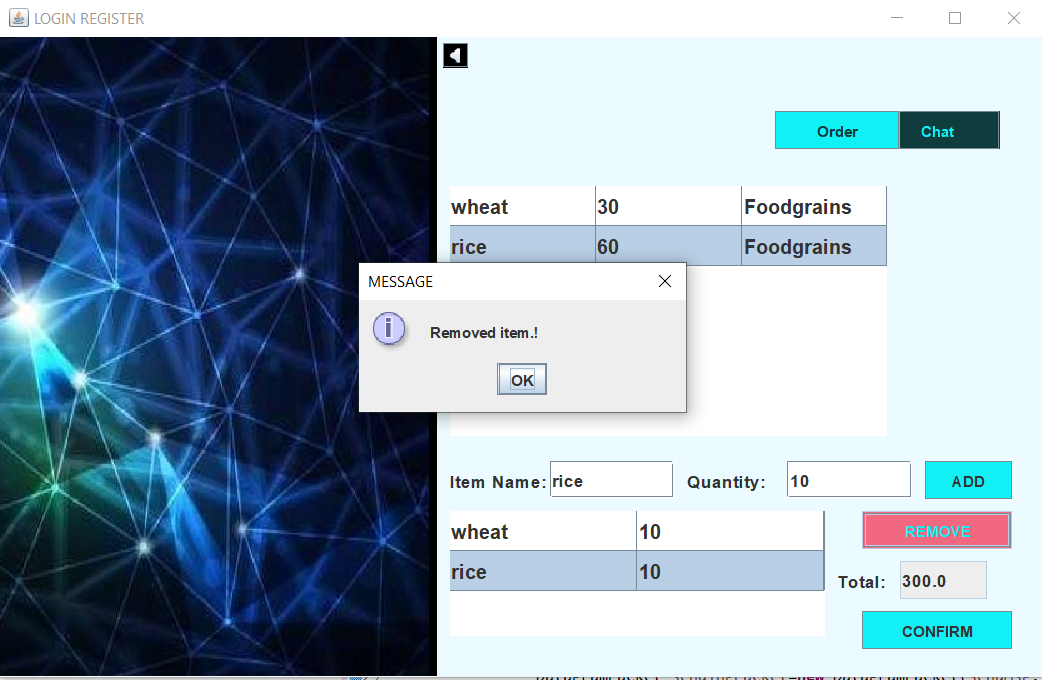 LOGIN REGISTER
Order Chat
wheat 30 Foodgrains
rice 60 Foodgrains
MESSAGE
Removed item.!
OK
Item Name: rice Quantity: 10 ADD
wheat 10 REMOVE
rice 10 Total: 300.0
CONFIRM